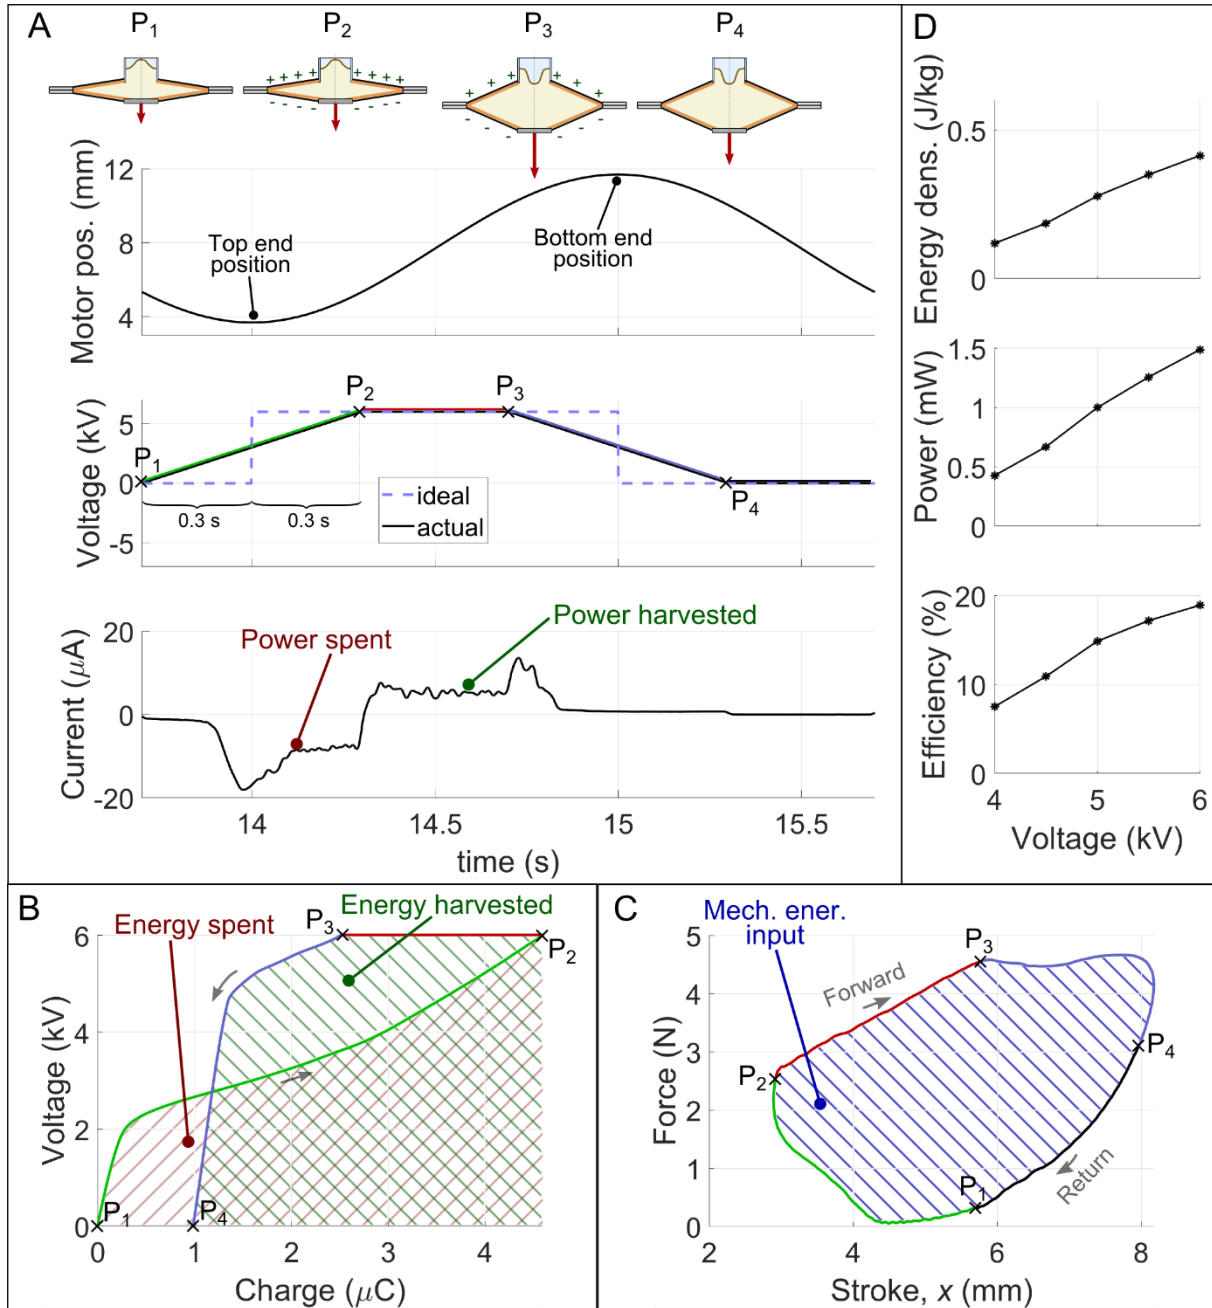 A
P1
P2
P3
P4
+ + + + + + + +
- - - -
+ + + + + +
- - - - - -
Motor pos. (mm)
12
8
4
Top end
position
Bottom end
position
Voltage (kV)
5
0
-5
P1
P2
P3
P4
0.3 s
0.3 s
ideal
actual
Current (μA)
20
0
-20
Power spent
Power harvested
14
14.5
15
15.5
time (s)
D
Energy dens. (J/kg)
0.5
0
Power (mW)
1.5
1
0.5
0
Efficiency (%)
20
10
0
4
5
6
Voltage (kV)
B
Energy spent
Energy harvested
P3
P2
P1
P4
Voltage (kV)
6
4
2
0
0
1
2
3
4
Charge (μC)
C
Mech. ener.
input
Forward
Return
P3
P4
P2
P1
Force (N)
5
4
3
2
1
0
2
4
6
8
Stroke, x (mm)